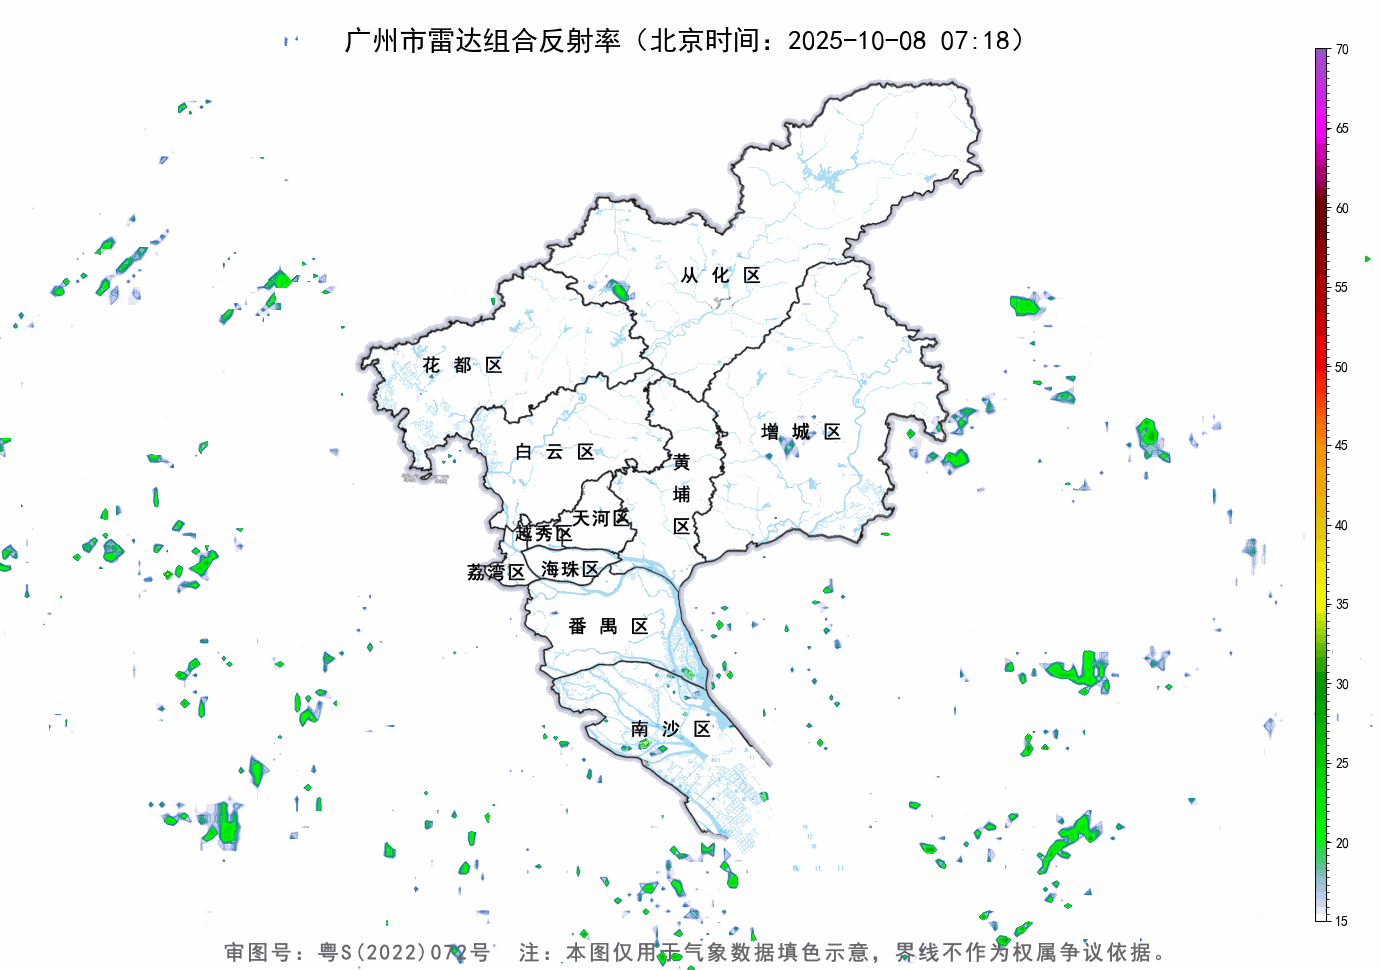 广州市雷达组合反射率（北京时间：2025-10-08 07:18）
70
65
60
55
50
45
40
35
30
25
20
15
从化区
花都区
增城区
白云区
黄埔区
天河区
越秀区
荔湾区
海珠区
番禺区
南沙区
审图号：粤S(2022)072号 注：本图仅用于气象数据填色示意，界线不作为权属争议依据。